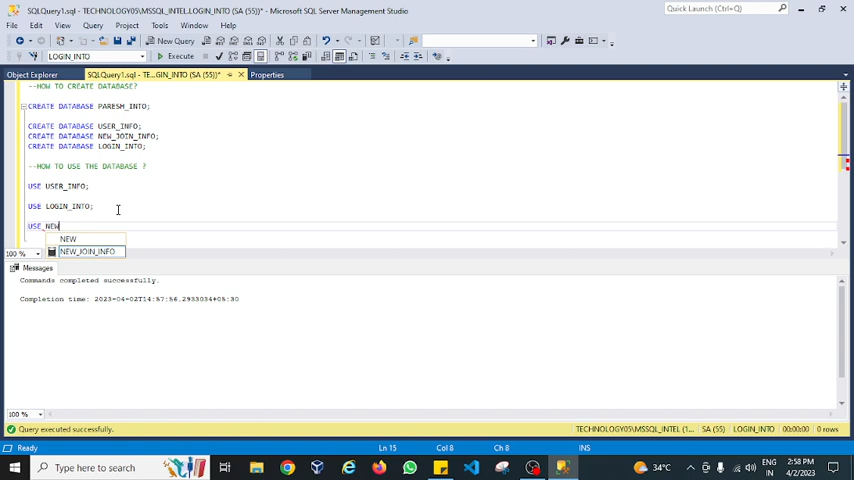 SQLQuery1.sql - TECHNOLOGY05\MSSQL_INTEL.LOGIN_INTO (SA (55))* - Microsoft SQL Server Management Studio
Quick Launch (Ctrl+Q)
File Edit View Query Project Tools Window Help
New Query
LOGIN_INTO
Execute
Object Explorer
SQLQuery1.sql - TE...GIN_INTO (SA (55))*
Properties
--HOW TO CREATE DATABASE?
CREATE DATABASE PARESH_INTO;
CREATE DATABASE USER_INFO;
CREATE DATABASE NEW_JOIN_INFO;
CREATE DATABASE LOGIN_INTO;
--HOW TO USE THE DATABASE ?
USE USER_INFO;
USE LOGIN_INTO;
USE NEW
NEW
NEW_JOIN_INFO
100 %
Messages
Commands completed successfully.
Completion time: 2023-04-02T14:57:56.2933034+05:30
100 %
Query executed successfully.
TECHNOLOGY05\MSSQL_INTEL (1... SA (55) LOGIN_INTO 00:00:00 0 rows
Ready Ln 15 Col 8 Ch 8 INS
Type here to search
34°C
ENG
IN
2:58 PM
4/2/2023